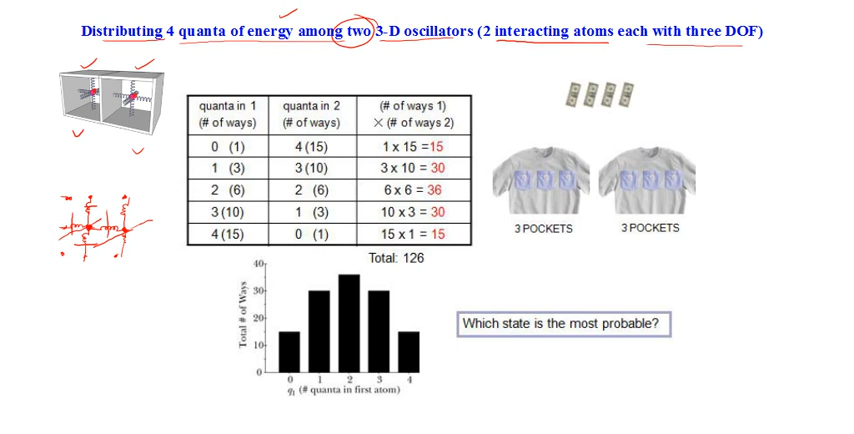 Distributing 4 quanta of energy among two 3-D oscillators (2 interacting atoms each with three DOF)
quanta in 1 quanta in 2 (# of ways 1)
(# of ways) (# of ways) X (# of ways 2)
0 (1) 4 (15) 1 x 15 =15
1 (3) 3 (10) 3 x 10 = 30
2 (6) 2 (6) 6 x 6 = 36
3 (10) 1 (3) 10 x 3 = 30
4 (15) 0 (1) 15 x 1 = 15
Total: 126
3 POCKETS 3 POCKETS
Total # of Ways
40
30
20
10
0
0 1 2 3 4
q1 (# quanta in first atom)
Which state is the most probable?